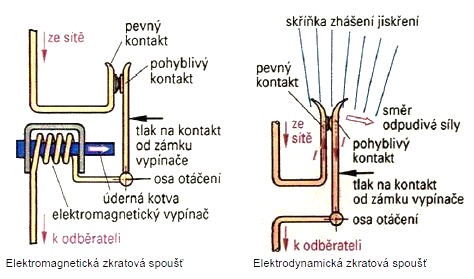 pevný
kontakt
ze sítě
pohyblivý
kontakt
tlak na kontakt
od zámku
vypínače
osa otáčení
úderná kotva
elektromagnetický vypínač
k odběrateli
Elektromagnetická zkratová spoušť
skříňka zhášení jiskření
pevný
kontakt
směr
odpudivé síly
ze
sítě
I
I
pohyblivý
kontakt
tlak na kontakt
od zámku
vypínače
osa otáčení
k odběrateli
Elektrodynamická zkratová spoušť